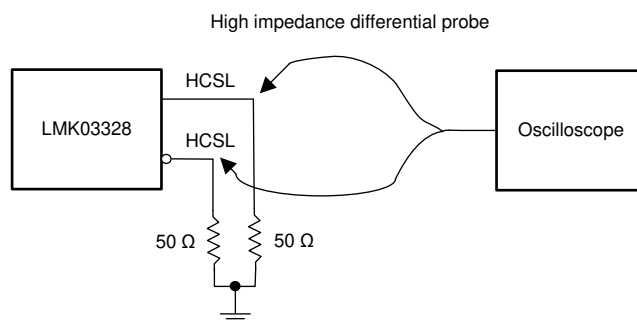 High impedance differential probe
HCSL
LMK03328
HCSL
Oscilloscope
50 Ω
50 Ω